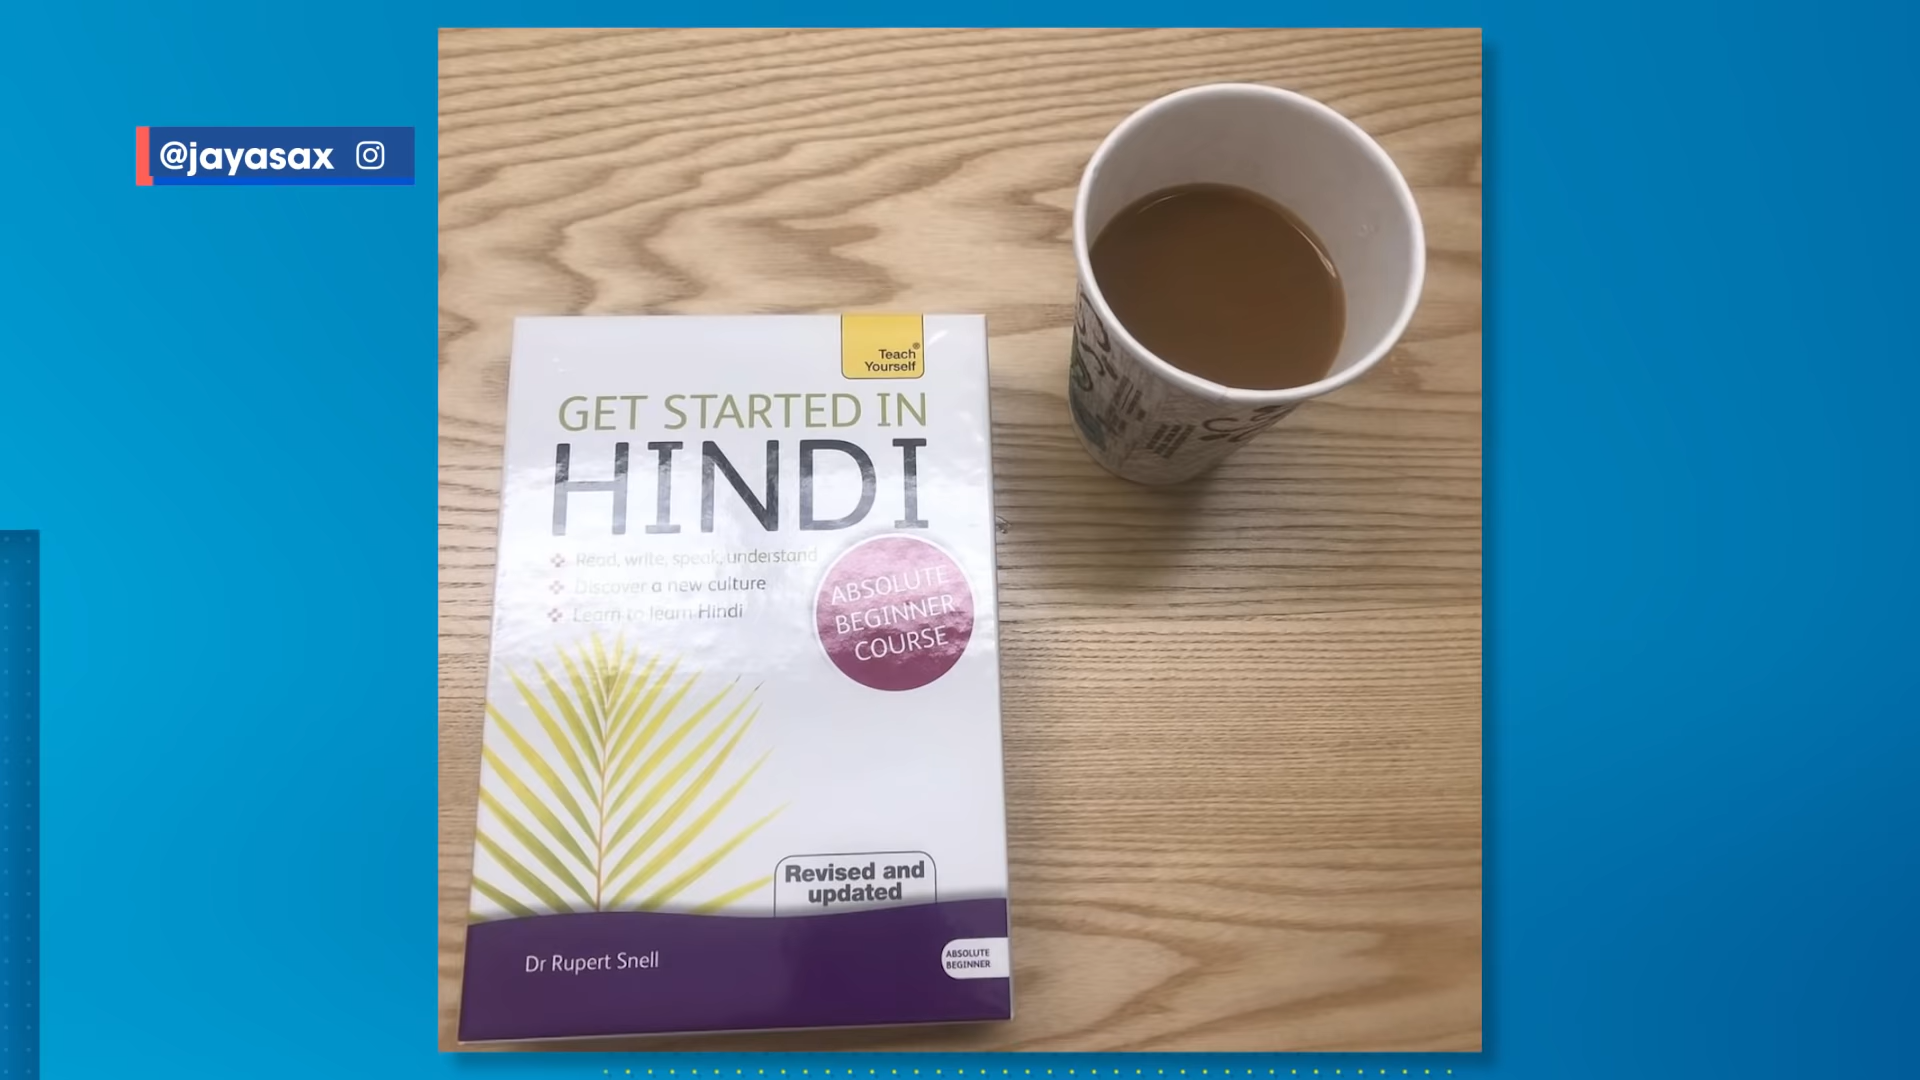 @jayasax
Teach®
Yourself
GET STARTED IN
HINDI
Read, write, speak, understand
Discover a new culture
Learn to learn Hindi
ABSOLUTE
BEGINNER
COURSE
Revised and
updated
Dr Rupert Snell
ABSOLUTE
BEGINNER